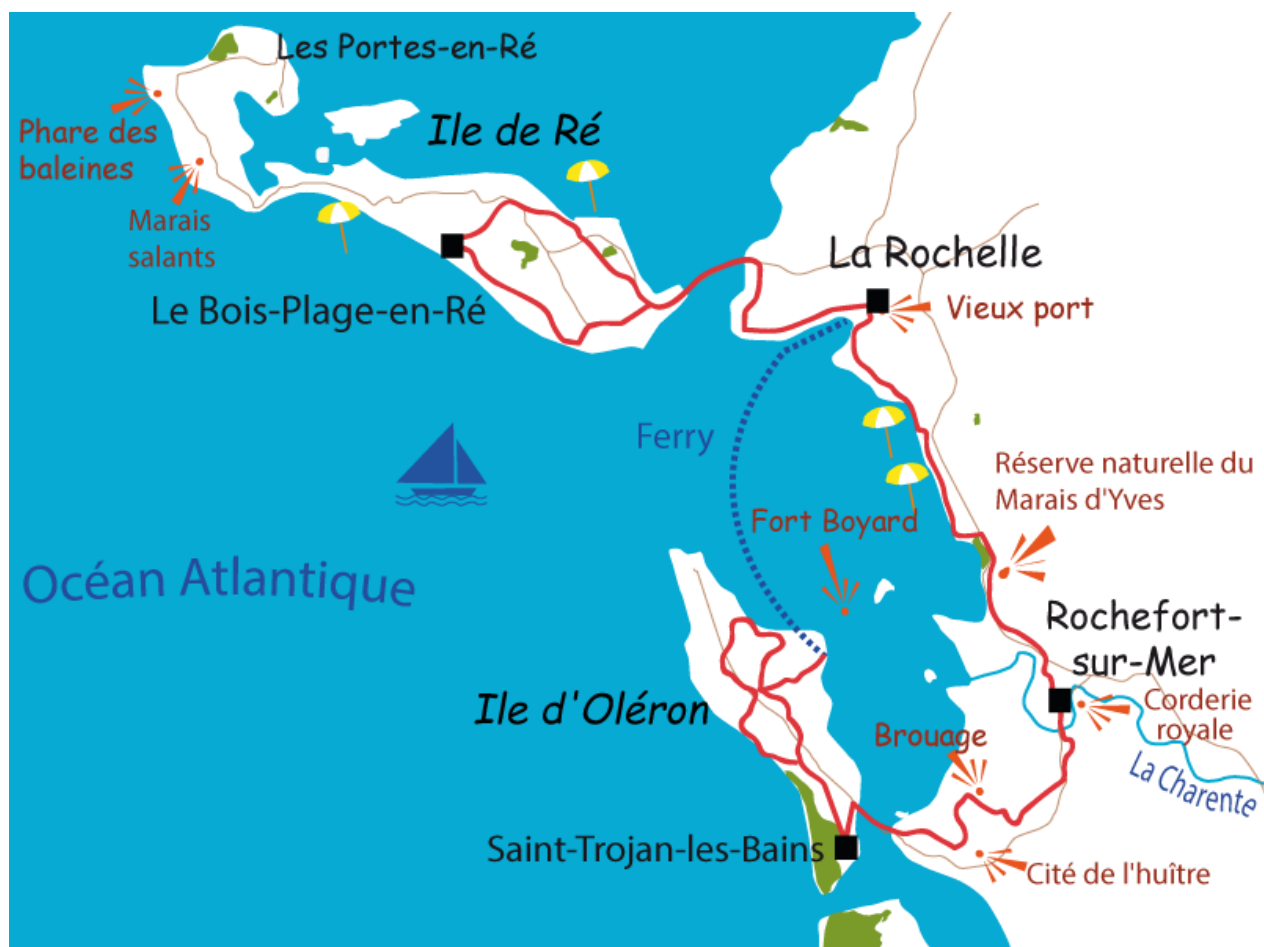 Les Portes-en-Ré
Ile de Ré
Phare des
baleines
Marais
salants
La Rochelle
Le Bois-Plage-en-Ré
Vieux port
Ferry
Réserve naturelle du
Marais d'Yves
Fort Boyard
Océan Atlantique
Rochefort-
sur-Mer
Ile d'Oléron
Corderie
royale
Brouage
La Charente
Saint-Trojan-les-Bains
Cité de l'huître